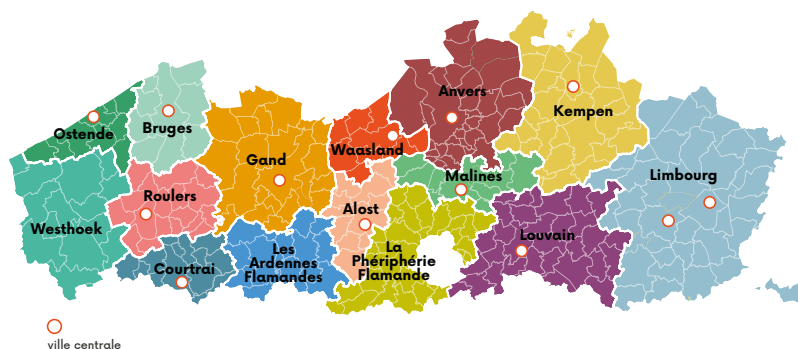 Anvers
Kempen
Ostende
Bruges
Waasland
Gand
Malines
Limbourg
Roulers
Alost
Westhoek
Louvain
Courtrai
Les
Ardennes
Flamandes
La
Phériphérie
Flamande
ville centrale